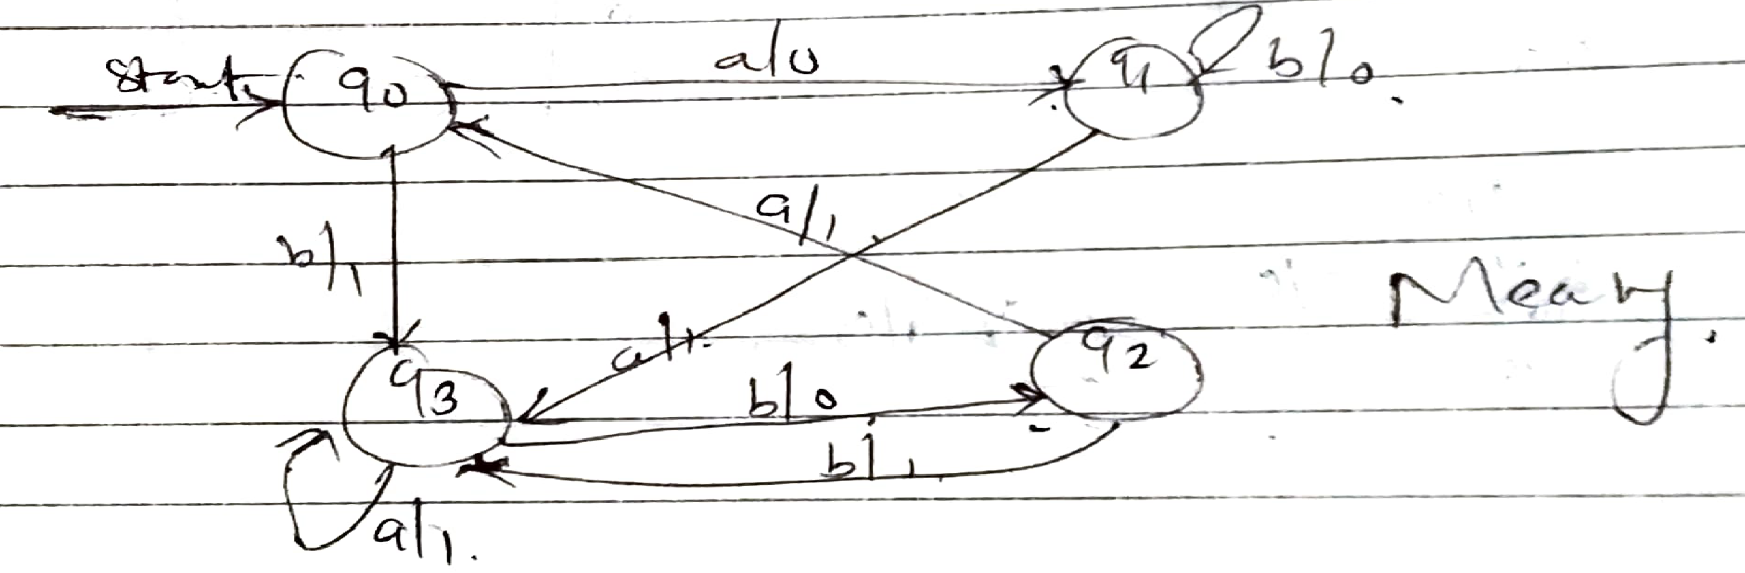 start q0 a/0 q1 b/0.
a/1
b/1
Mealy.
a/1. q2
q3 b/0
b/1
a/1.